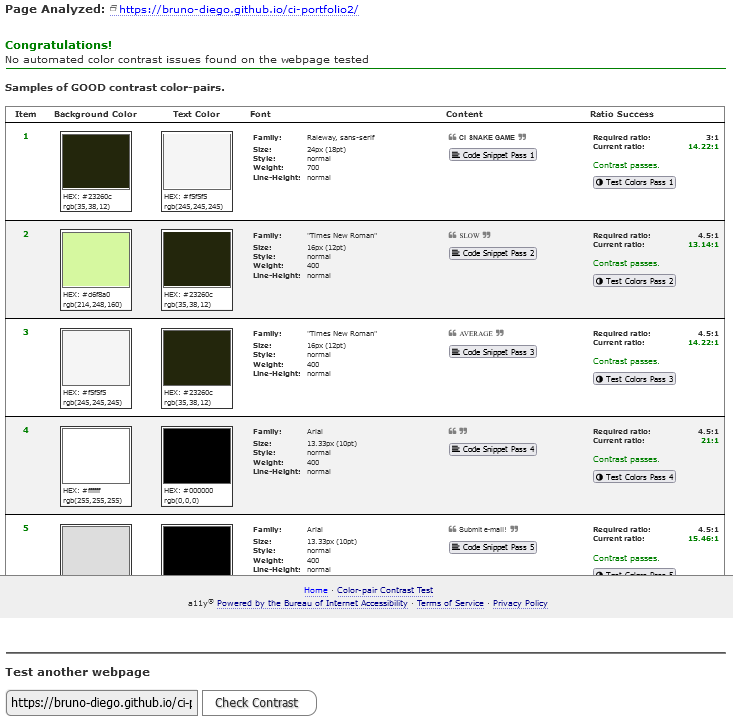 Page Analyzed: https://bruno-diego.github.io/ci-portfolio2/
Congratulations!
No automated color contrast issues found on the webpage tested
Samples of GOOD contrast color-pairs.
Item Background Color Text Color Font Content Ratio Success
1
HEX: #23260c
rgb(35,38,12)
HEX: #f5f5f5
rgb(245,245,245)
Family: Raleway, sans-serif
Size: 24px (18pt)
Style: normal
Weight: 700
Line-Height: normal
❝ CI SNAKE GAME ❞
Code Snippet Pass 1
Required ratio: 3:1
Current ratio: 14.22:1
Contrast passes.
Test Colors Pass 1
2
HEX: #d6f8a0
rgb(214,248,160)
HEX: #23260c
rgb(35,38,12)
Family: "Times New Roman"
Size: 16px (12pt)
Style: normal
Weight: 400
Line-Height: normal
❝ SLOW ❞
Code Snippet Pass 2
Required ratio: 4.5:1
Current ratio: 13.14:1
Contrast passes.
Test Colors Pass 2
3
HEX: #f5f5f5
rgb(245,245,245)
HEX: #23260c
rgb(35,38,12)
Family: "Times New Roman"
Size: 16px (12pt)
Style: normal
Weight: 400
Line-Height: normal
❝ AVERAGE ❞
Code Snippet Pass 3
Required ratio: 4.5:1
Current ratio: 14.22:1
Contrast passes.
Test Colors Pass 3
4
HEX: #ffffff
rgb(255,255,255)
HEX: #000000
rgb(0,0,0)
Family: Arial
Size: 13.33px (10pt)
Style: normal
Weight: 400
Line-Height: normal
❝ ❞
Code Snippet Pass 4
Required ratio: 4.5:1
Current ratio: 21:1
Contrast passes.
Test Colors Pass 4
5
Family: Arial
Size: 13.33px (10pt)
Style: normal
Weight: 400
Line-Height: normal
❝ Submit e-mail! ❞
Code Snippet Pass 5
Required ratio: 4.5:1
Current ratio: 15.46:1
Contrast passes.
Test Colors Pass 5
Home · Color-pair Contrast Test
a11y® Powered by the Bureau of Internet Accessibility · Terms of Service · Privacy Policy
Test another webpage
https://bruno-diego.github.io/ci-p
Check Contrast